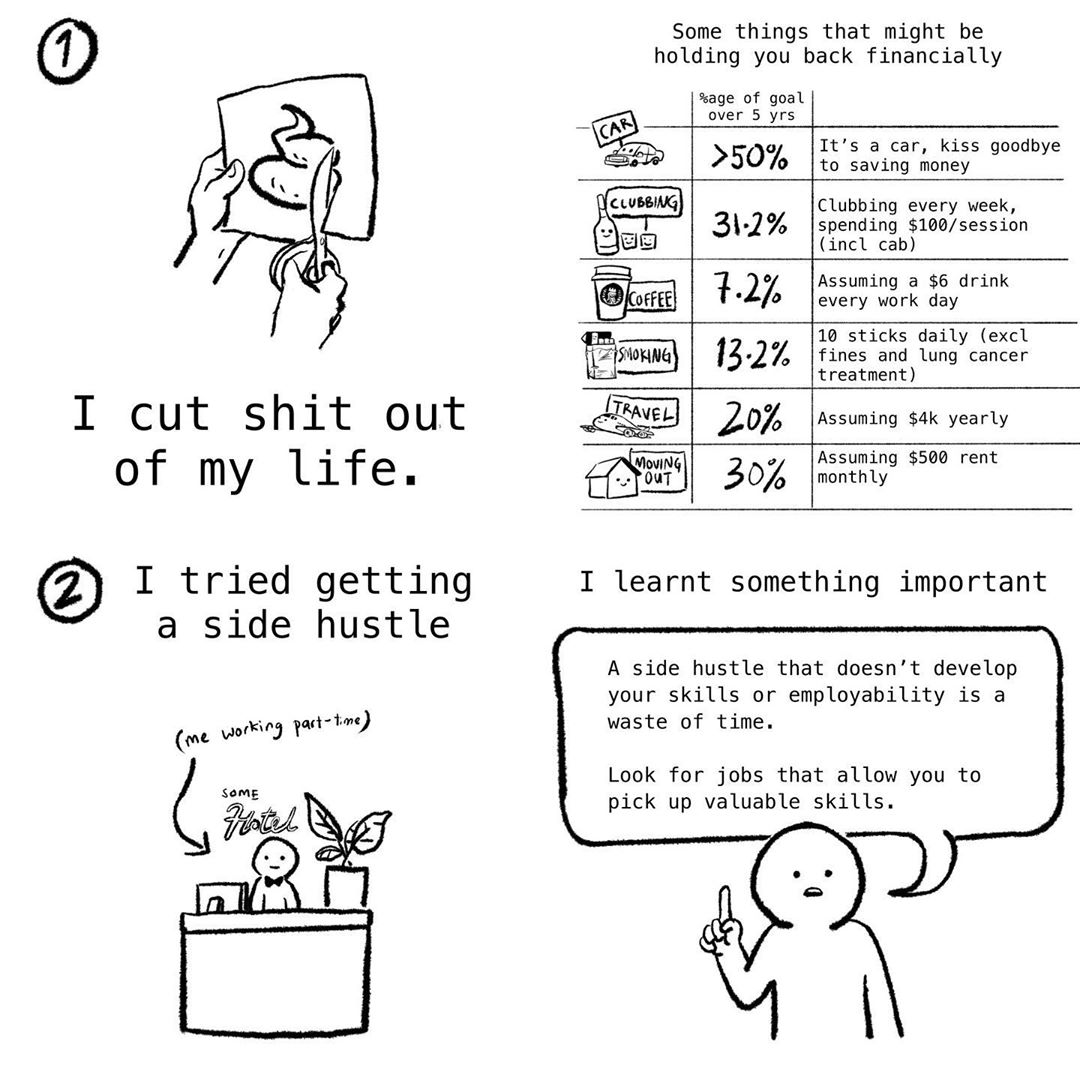 1
I cut shit out
of my life.
Some things that might be
holding you back financially
%age of goal
over 5 yrs
CAR
>50%
It's a car, kiss goodbye
to saving money
CLUBBING
31.2%
Clubbing every week,
spending $100/session
(incl cab)
COFFEE
7.2%
Assuming a $6 drink
every work day
SMOKING
13.2%
10 sticks daily (excl
fines and lung cancer
treatment)
TRAVEL
20%
Assuming $4k yearly
MOVING
OUT
30%
Assuming $500 rent
monthly
2
I tried getting
a side hustle
(me working part-time)
SOME
Hotel
I learnt something important
A side hustle that doesn't develop
your skills or employability is a
waste of time.
Look for jobs that allow you to
pick up valuable skills.